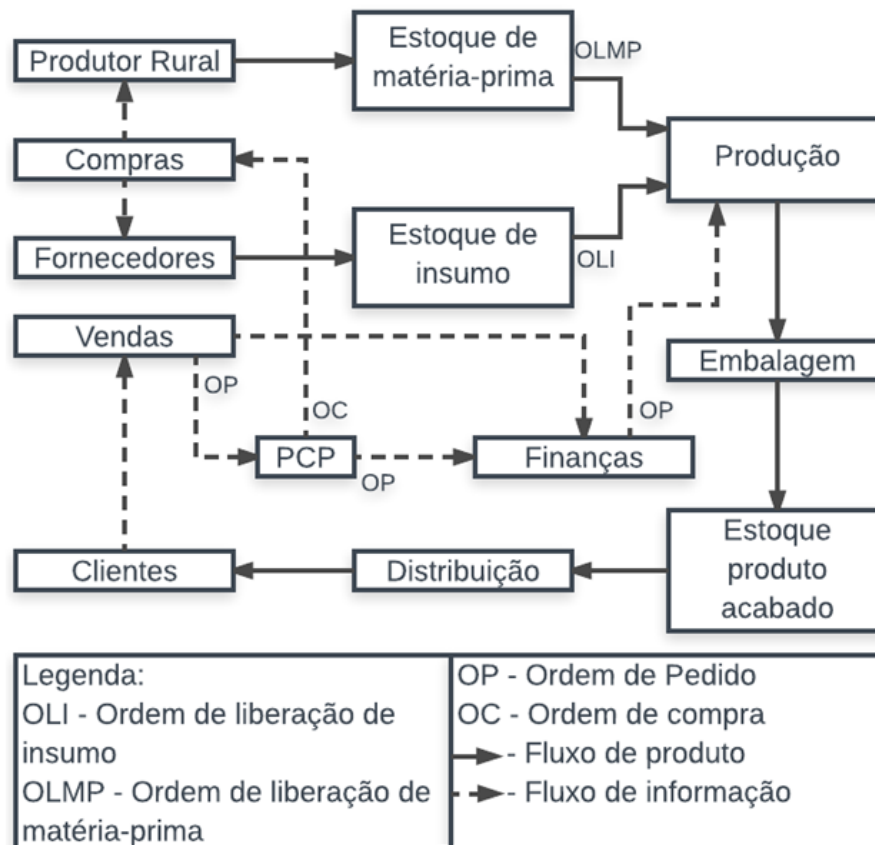 Produtor Rural
Estoque de
matéria-prima
OLMP
Compras
Produção
Fornecedores
Estoque de
insumo
OLI
Vendas
Embalagem
OP
OC
OP
PCP
OP
Finanças
Clientes
Distribuição
Estoque
produto
acabado
Legenda:
OLI - Ordem de liberação de
insumo
OLMP - Ordem de liberação de
matéria-prima
OP - Ordem de Pedido
OC - Ordem de compra
- Fluxo de produto
- Fluxo de informação